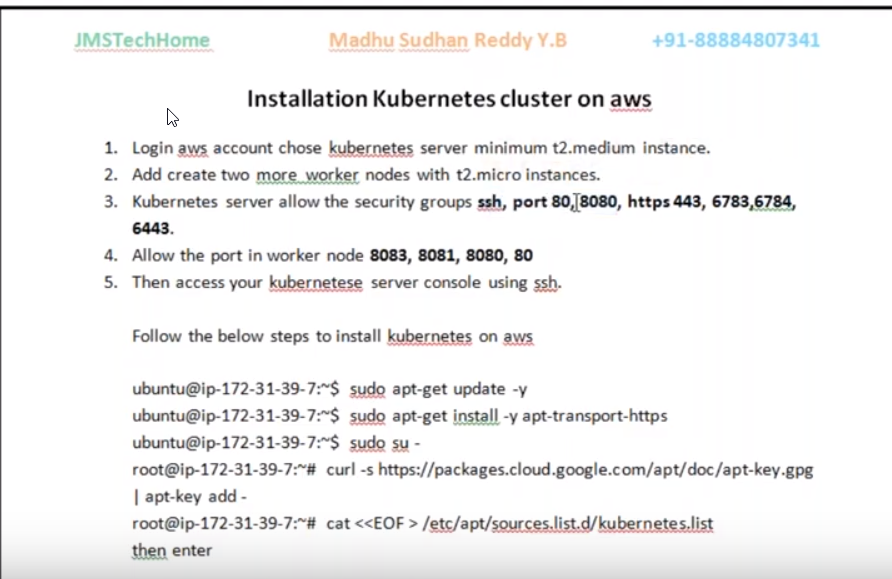 JMSTechHome Madhu Sudhan Reddy Y.B +91-88884807341
Installation Kubernetes cluster on aws
1. Login aws account chose kubernetes server minimum t2.medium instance.
2. Add create two more worker nodes with t2.micro instances.
3. Kubernetes server allow the security groups ssh, port 80, 8080, https 443, 6783,6784,
6443.
4. Allow the port in worker node 8083, 8081, 8080, 80
5. Then access your kubernetese server console using ssh.
Follow the below steps to install kubernetes on aws
ubuntu@ip-172-31-39-7:~$ sudo apt-get update -y
ubuntu@ip-172-31-39-7:~$ sudo apt-get install -y apt-transport-https
ubuntu@ip-172-31-39-7:~$ sudo su -
root@ip-172-31-39-7:~# curl -s https://packages.cloud.google.com/apt/doc/apt-key.gpg
| apt-key add -
root@ip-172-31-39-7:~# cat <<EOF > /etc/apt/sources.list.d/kubernetes.list
then enter